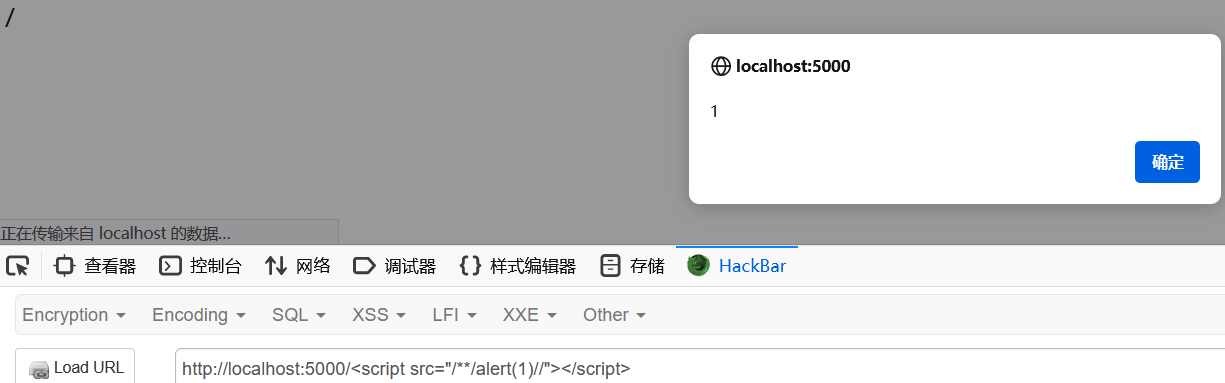 /
localhost:5000
1
确定
正在传输来自 localhost 的数据...
查看器 控制台 网络 调试器 样式编辑器 存储 HackBar
Encryption Encoding SQL XSS LFI XXE Other
Load URL http://localhost:5000/<script src="/**/alert(1)//"></script>